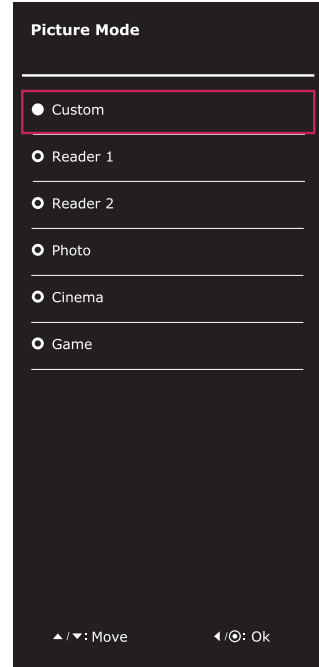 Picture Mode
Custom
Reader 1
Reader 2
Photo
Cinema
Game
▲/▼: Move ◀/⊙: Ok